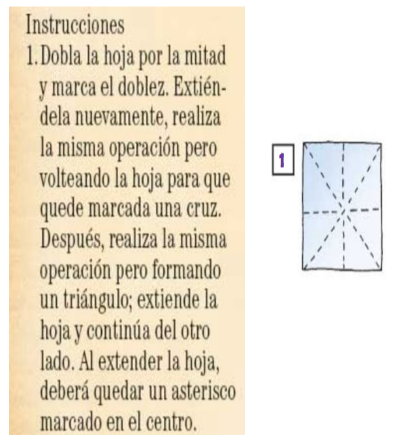 Instrucciones
1. Dobla la hoja por la mitad
y marca el doblez. Extién-
dela nuevamente, realiza
la misma operación pero
volteando la hoja para que
quede marcada una cruz.
Después, realiza la misma
operación pero formando
un triángulo; extiende la
hoja y continúa del otro
lado. Al extender la hoja,
deberá quedar un asterisco
marcado en el centro.
1